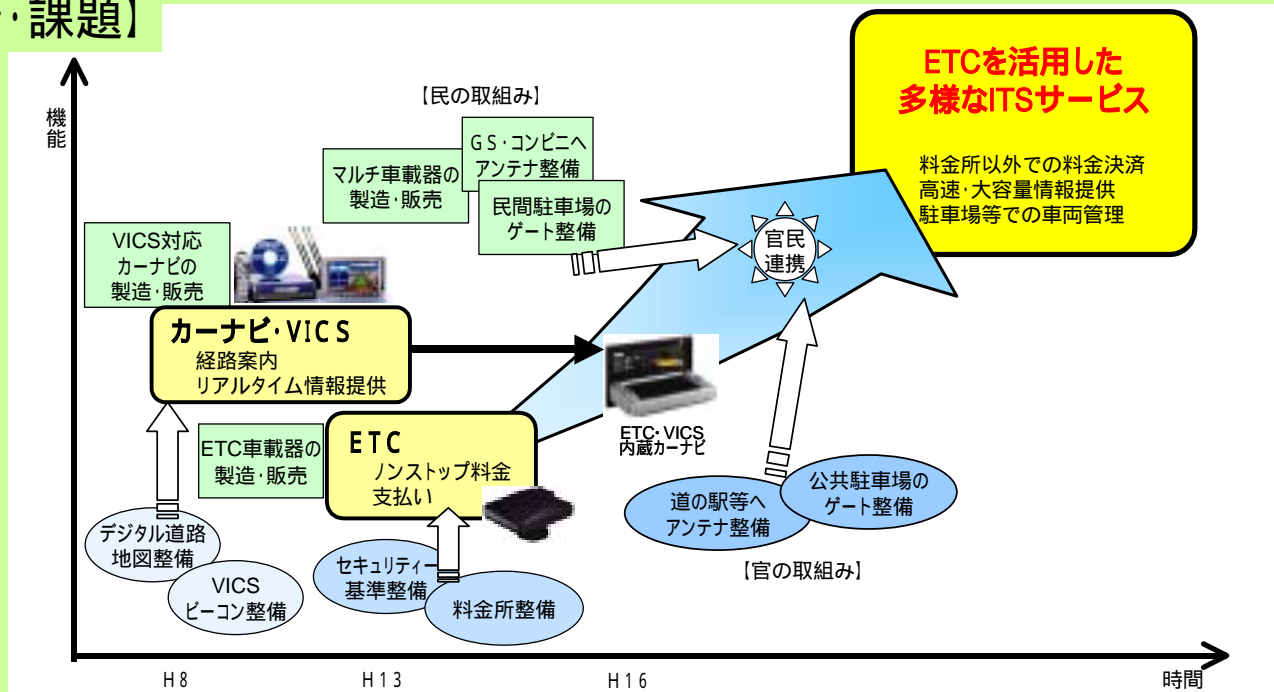 ・課題】
機能
【民の取組み】
ETCを活用した
多様なITSサービス
料金所以外での料金決済
高速・大容量情報提供
駐車場等での車両管理
GS・コンビニへ
アンテナ整備
マルチ車載器の
製造・販売
民間駐車場の
ゲート整備
官民
連携
VICS対応
カーナビの
製造・販売
カーナビ・VICS
経路案内
リアルタイム情報提供
ETC・VICS
内蔵カーナビ
ETC車載器の
製造・販売
ETC
ノンストップ料金
支払い
デジタル道路
地図整備
VICS
ビーコン整備
セキュリティー
基準整備
料金所整備
道の駅等へ
アンテナ整備
公共駐車場の
ゲート整備
【官の取組み】
H8
H13
H16
時間